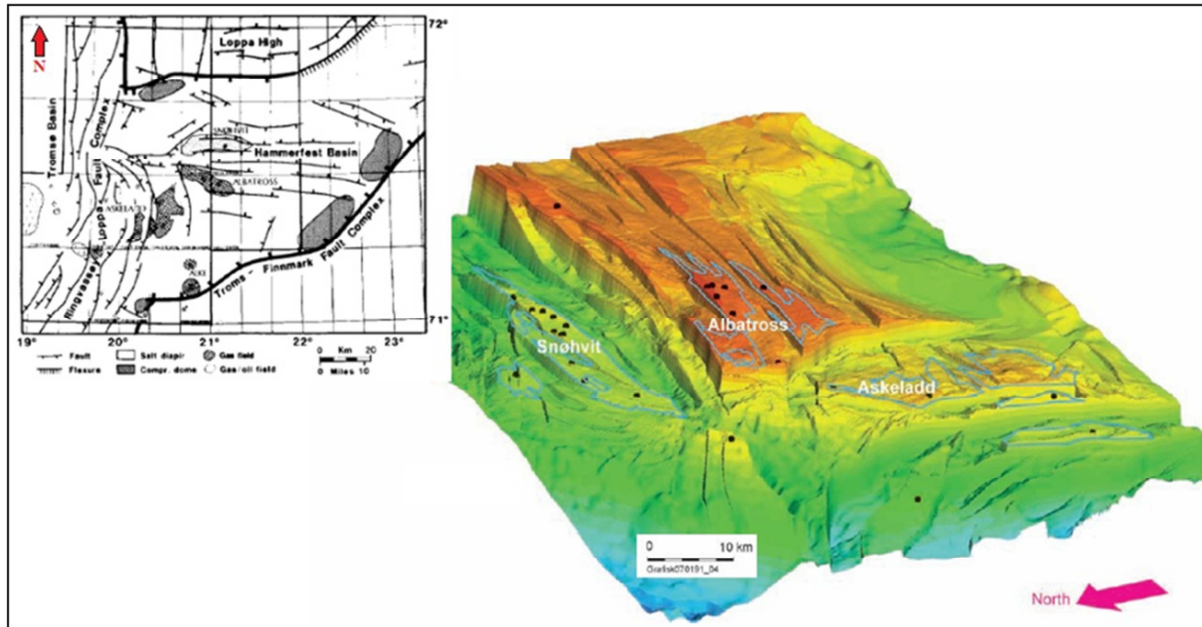 N
72°
Loppa High
Tromsø Basin
Complex
Fault
SNØHVIT
Hammerfest Basin
ALBATROSS
ASKELADD
Loppa
Ringvassøy
ALKE
Troms - Finnmark Fault Complex
71°
19°
20°
21°
22°
23°
Fault
Salt diapir
Gas field
Km 20
Flexure
Compr. dome
Gas/oil field
0 Miles 10
Albatross
Snøhvit
Askeladd
0 10 km
Grafisk070191_04
North